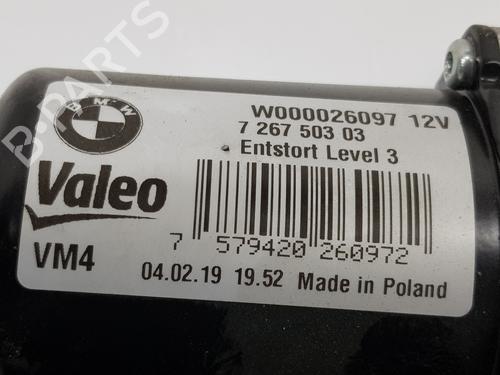 B-PARTS
BMW
W000026097 12V
7 267 503 03
Entstort Level 3
Valeo
7 579420 260972
VM4
04.02.19 19.52 Made in Poland